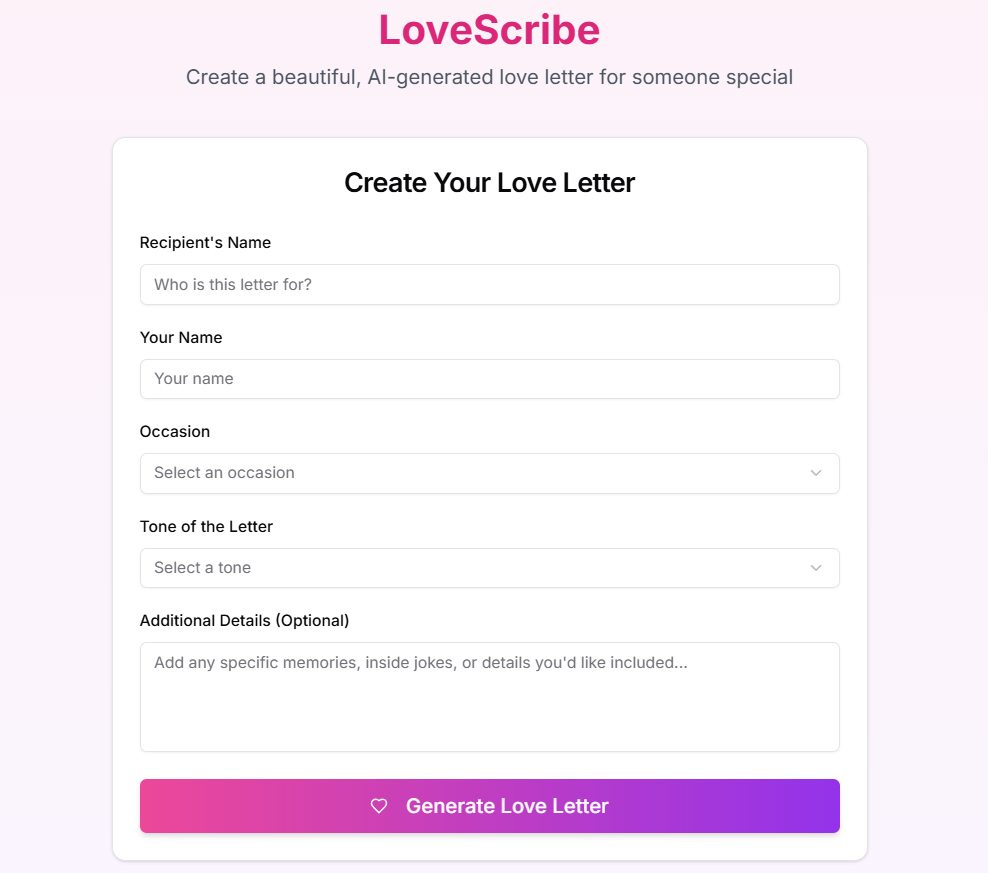 LoveScribe
Create a beautiful, AI-generated love letter for someone special
Create Your Love Letter
Recipient's Name
Who is this letter for?
Your Name
Your name
Occasion
Select an occasion
Tone of the Letter
Select a tone
Additional Details (Optional)
Add any specific memories, inside jokes, or details you'd like included...
Generate Love Letter